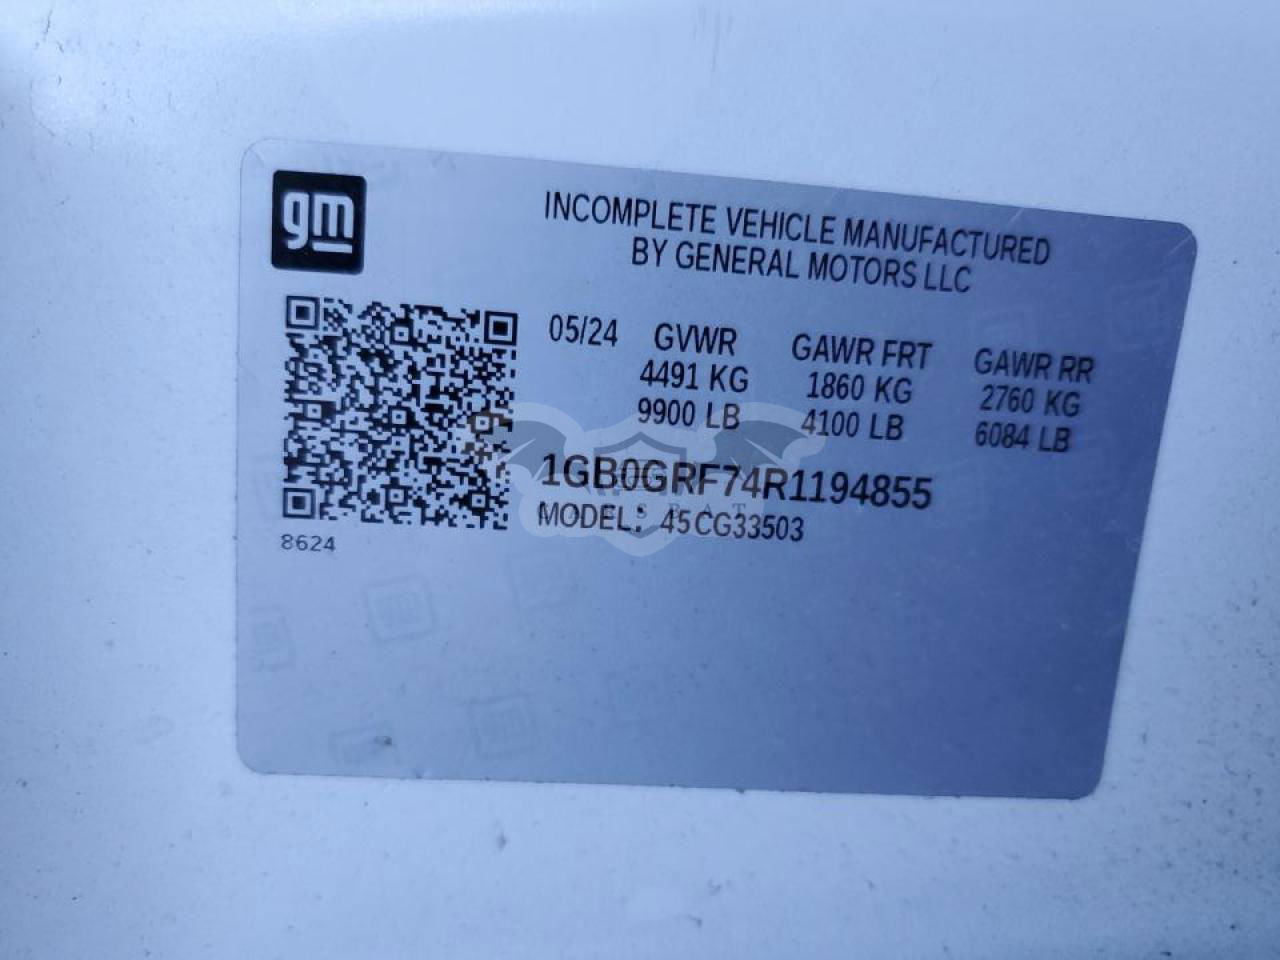 gm
INCOMPLETE VEHICLE MANUFACTURED
BY GENERAL MOTORS LLC
05/24 GVWR GAWR FRT GAWR RR
4491 KG 1860 KG 2760 KG
9900 LB 4100 LB 6084 LB
1GB0GRF74R1194855
MODEL: 45CG33503
8624